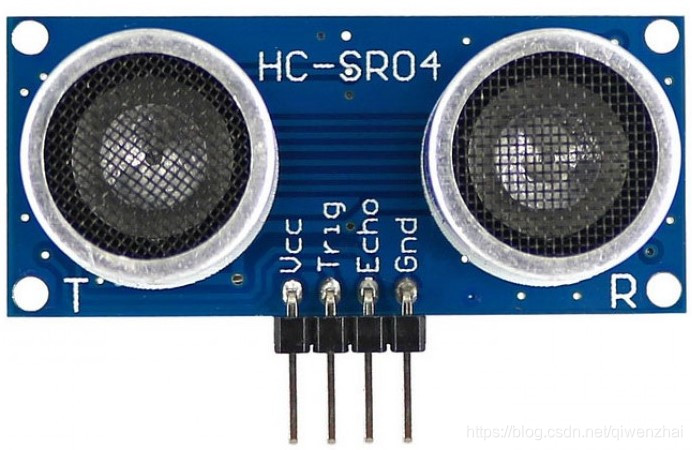 HC-SR04
Vcc
Trig
Echo
Gnd
T
R
https://blog.csdn.net/qiwenzhai